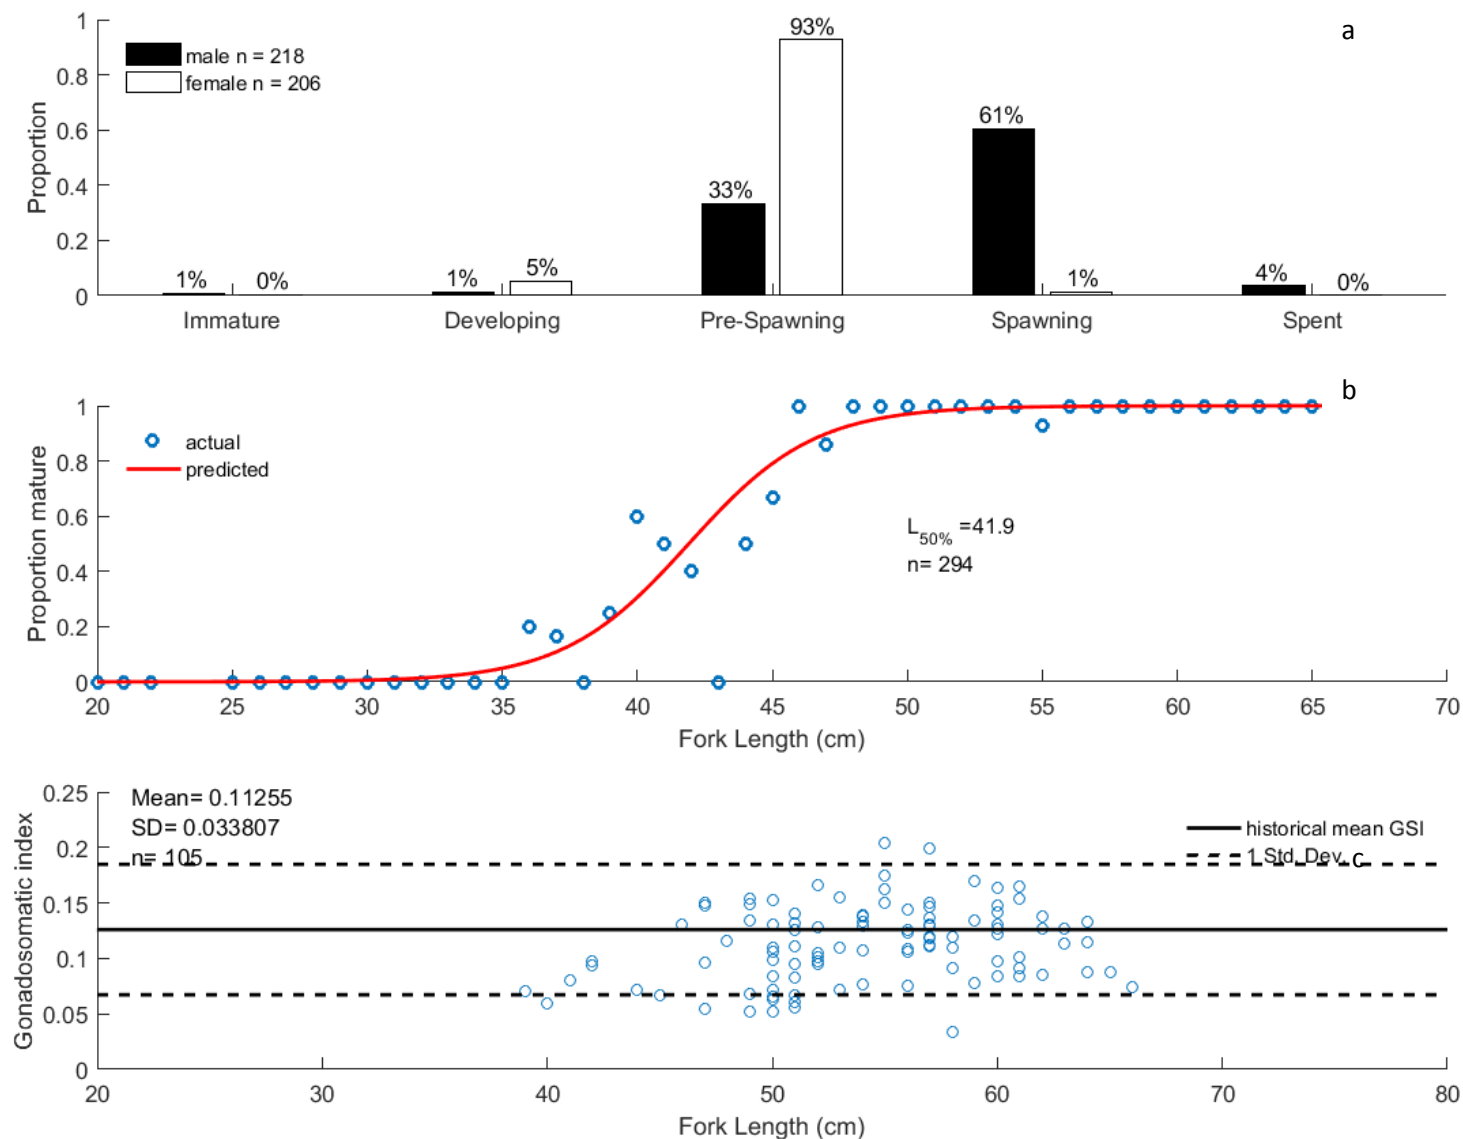 a
1
0.8
0.6
0.4
0.2
0
Proportion
male n = 218
female n = 206
1%
0%
1%
5%
33%
93%
61%
1%
4%
0%
Immature
Developing
Pre-Spawning
Spawning
Spent
b
1
0.8
0.6
0.4
0.2
0
Proportion mature
actual
predicted
L50% =41.9
n= 294
20
25
30
35
40
45
50
55
60
65
70
Fork Length (cm)
0.25
0.2
0.15
0.1
0.05
0
Gonadosomatic index
Mean= 0.11255
SD= 0.033807
n= 105
historical mean GSI
1 Std. Dev.
c
20
30
40
50
60
70
80
Fork Length (cm)